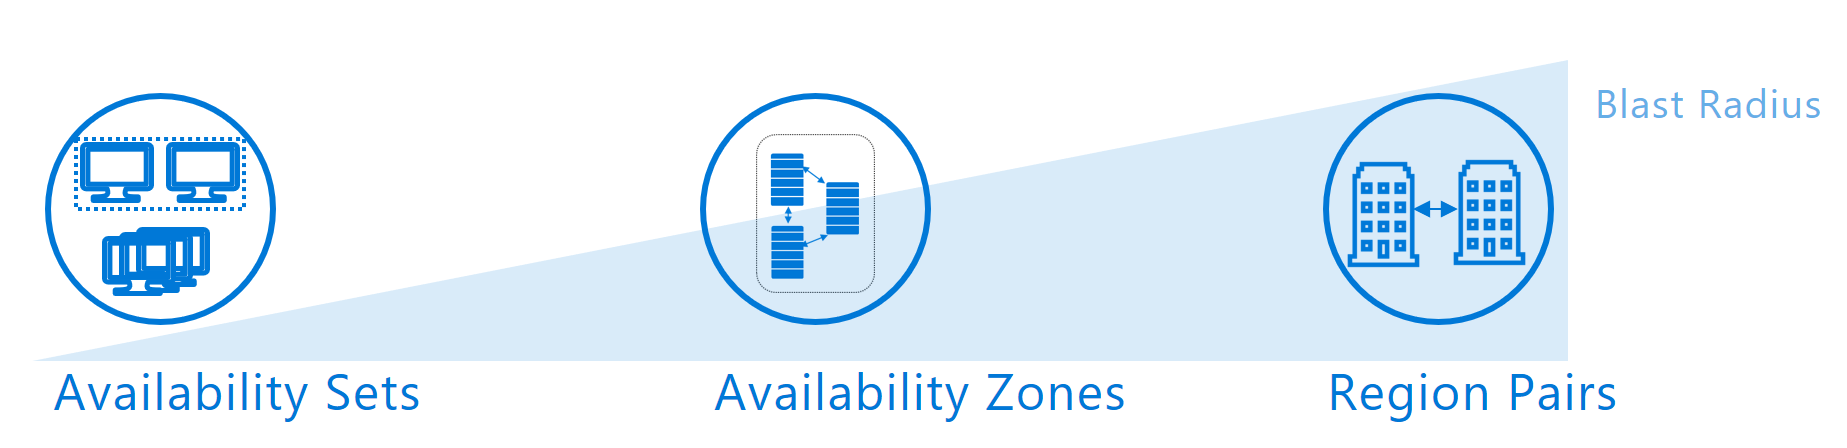 Blast Radius
Availability Sets
Availability Zones
Region Pairs